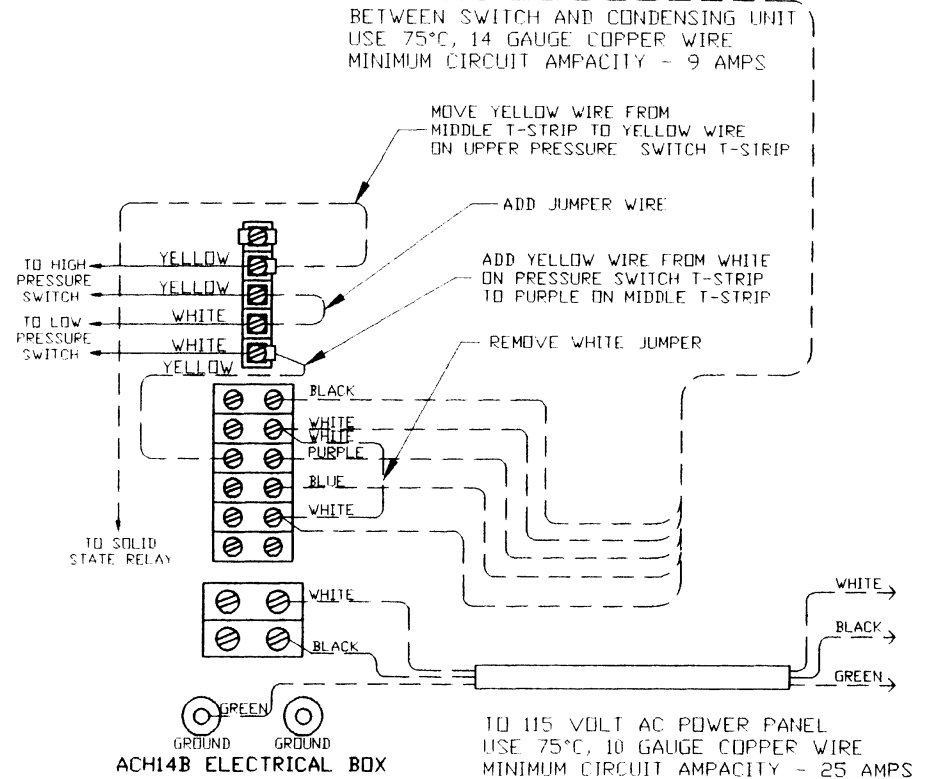 BETWEEN SWITCH AND CONDENSING UNIT
USE 75°C, 14 GAUGE COPPER WIRE
MINIMUM CIRCUIT AMPACITY - 9 AMPS
MOVE YELLOW WIRE FROM
MIDDLE T-STRIP TO YELLOW WIRE
ON UPPER PRESSURE SWITCH T-STRIP
ADD JUMPER WIRE
ADD YELLOW WIRE FROM WHITE
ON PRESSURE SWITCH T-STRIP
TO PURPLE ON MIDDLE T-STRIP
REMOVE WHITE JUMPER
TO HIGH
PRESSURE
SWITCH
YELLOW
YELLOW
TO LOW
PRESSURE
SWITCH
WHITE
WHITE
YELLOW
BLACK
WHITE
WHITE
PURPLE
BLUE
WHITE
TO SOLID
STATE RELAY
WHITE
BLACK
WHITE
BLACK
GREEN
GREEN
GROUND
GROUND
ACH14B ELECTRICAL BOX
TO 115 VOLT AC POWER PANEL
USE 75°C, 10 GAUGE COPPER WIRE
MINIMUM CIRCUIT AMPACITY - 25 AMPS